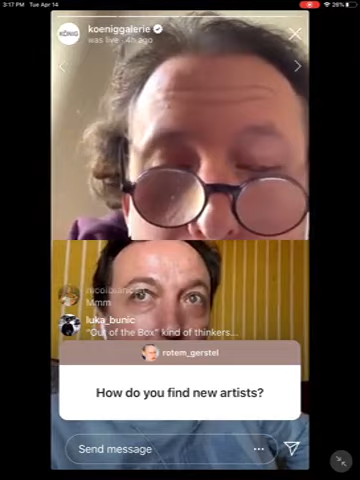 3:17 PM Tue Apr 14
26%
KÖNIG
koeniggalerie
was live · 4h ago
Mmm
luka_bunic
"Out of the Box" kind of thinkers...
rotem_gerstel
How do you find new artists?
Send message